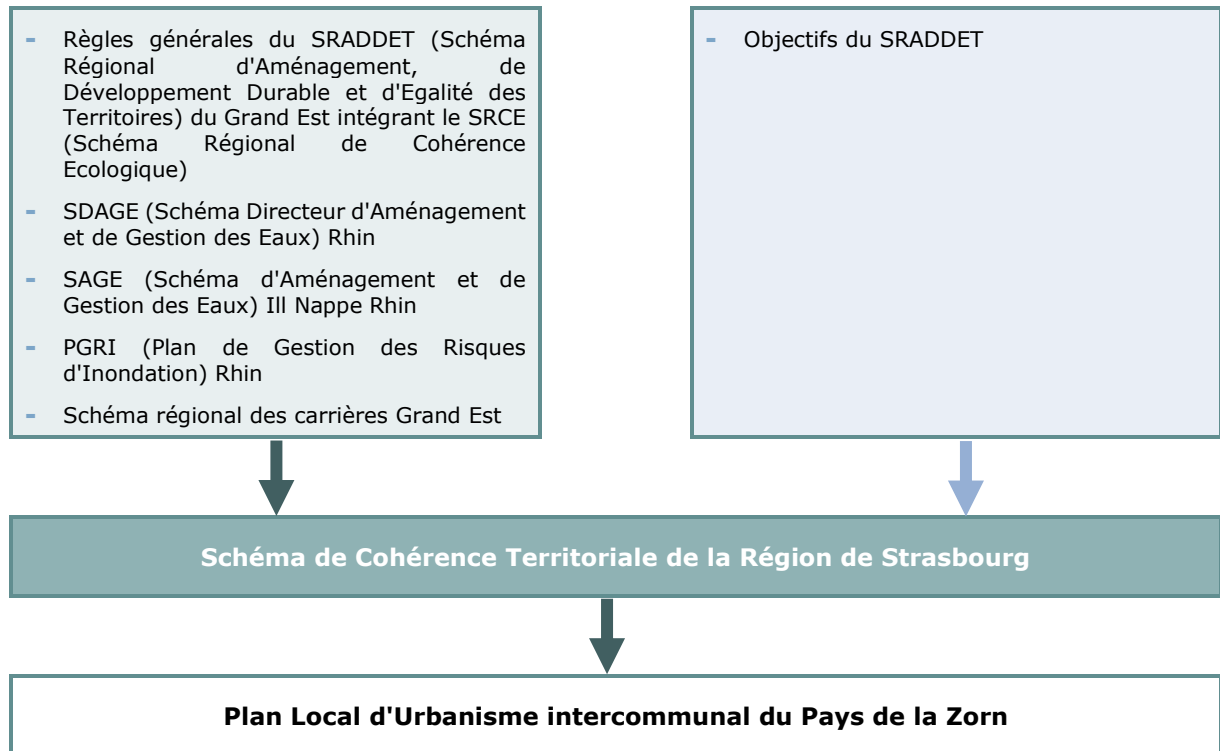 - Règles générales du SRADDET (Schéma
Régional d'Aménagement, de
Développement Durable et d'Egalité des
Territoires) du Grand Est intégrant le SRCE
(Schéma Régional de Cohérence
Ecologique)
- SDAGE (Schéma Directeur d'Aménagement
et de Gestion des Eaux) Rhin
- SAGE (Schéma d'Aménagement et de
Gestion des Eaux) Ill Nappe Rhin
- PGRI (Plan de Gestion des Risques
d'Inondation) Rhin
- Schéma régional des carrières Grand Est
- Objectifs du SRADDET
Schéma de Cohérence Territoriale de la Région de Strasbourg
Plan Local d'Urbanisme intercommunal du Pays de la Zorn